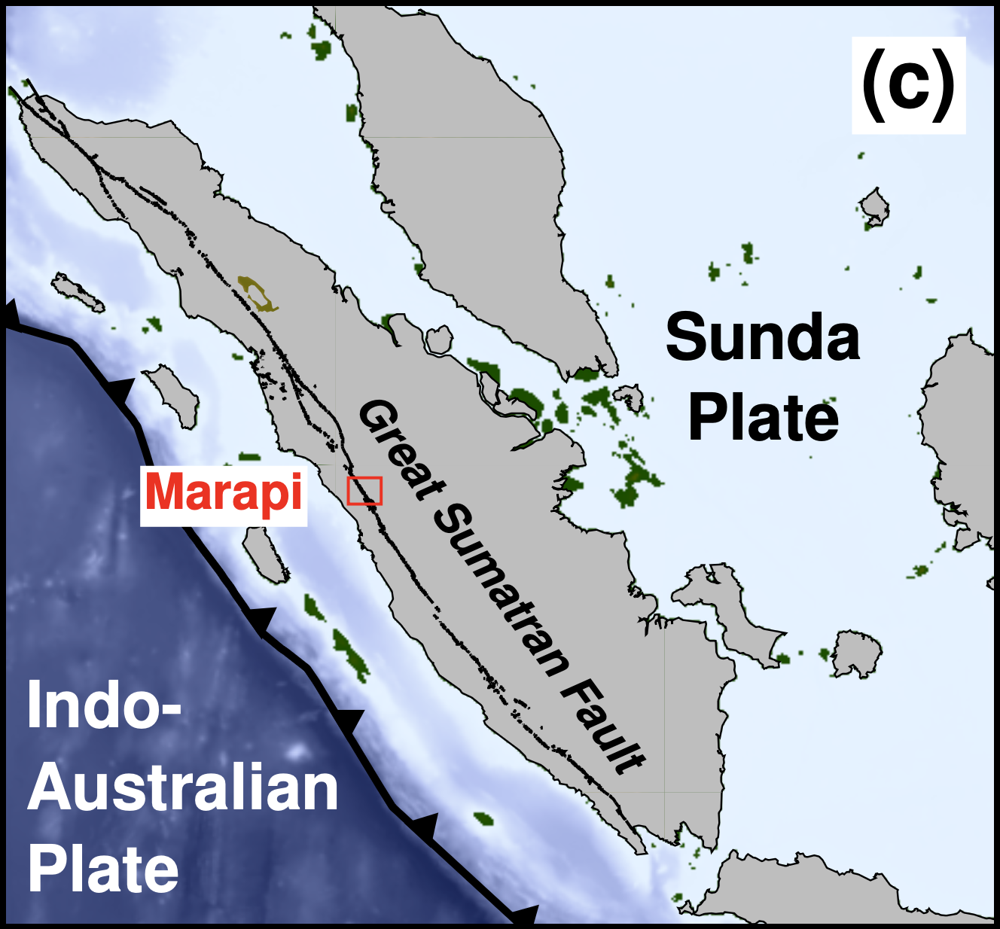 (c)
Sunda
Plate
Great Sumatran Fault
Marapi
Indo-
Australian
Plate